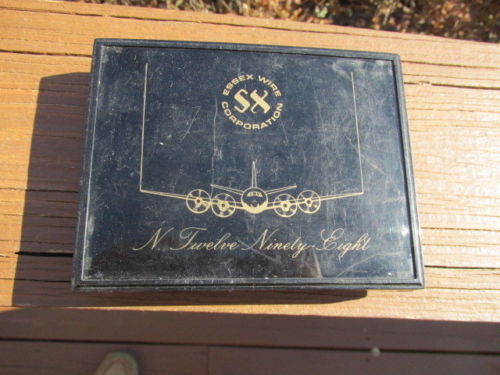 ESSEX WIRE
SX
CORPORATION
N. Twelve Ninety-Eight